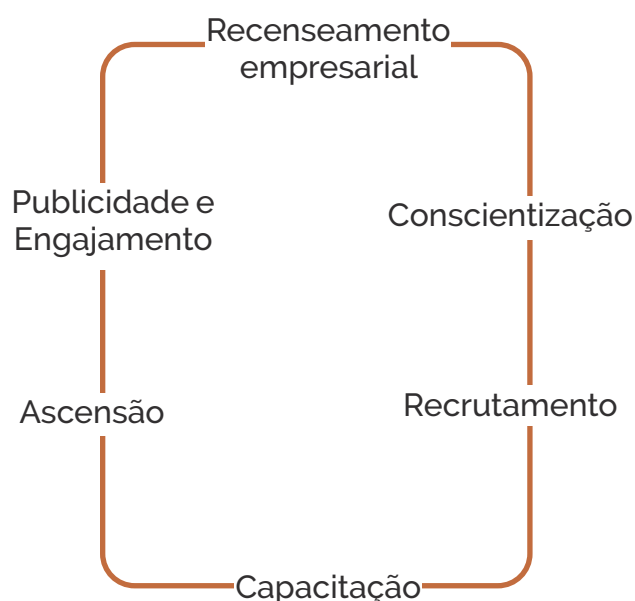 Recenseamento
empresarial
Publicidade e
Engajamento
Conscientização
Ascensão
Recrutamento
Capacitação